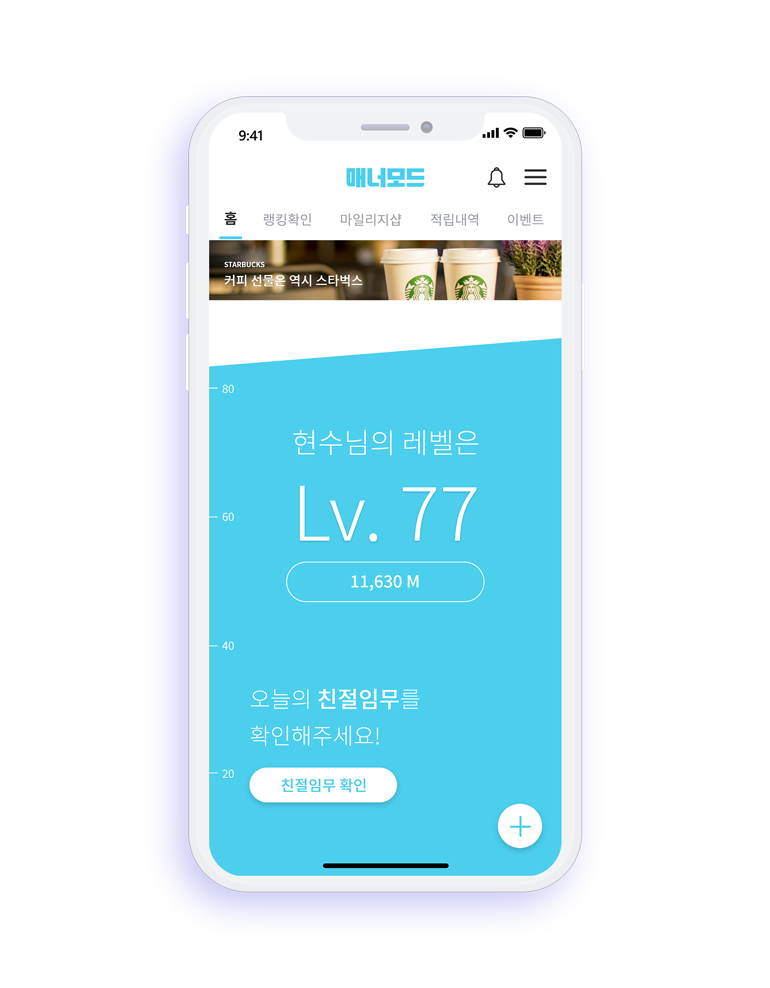 9:41
매너모드
홈 랭킹확인 마일리지샵 적립내역 이벤트
STARBUCKS
커피 선물은 역시 스타벅스
80
현수님의 레벨은
Lv. 77
60
11,630 M
40
오늘의 친절임무를
확인해주세요!
20
친절임무 확인